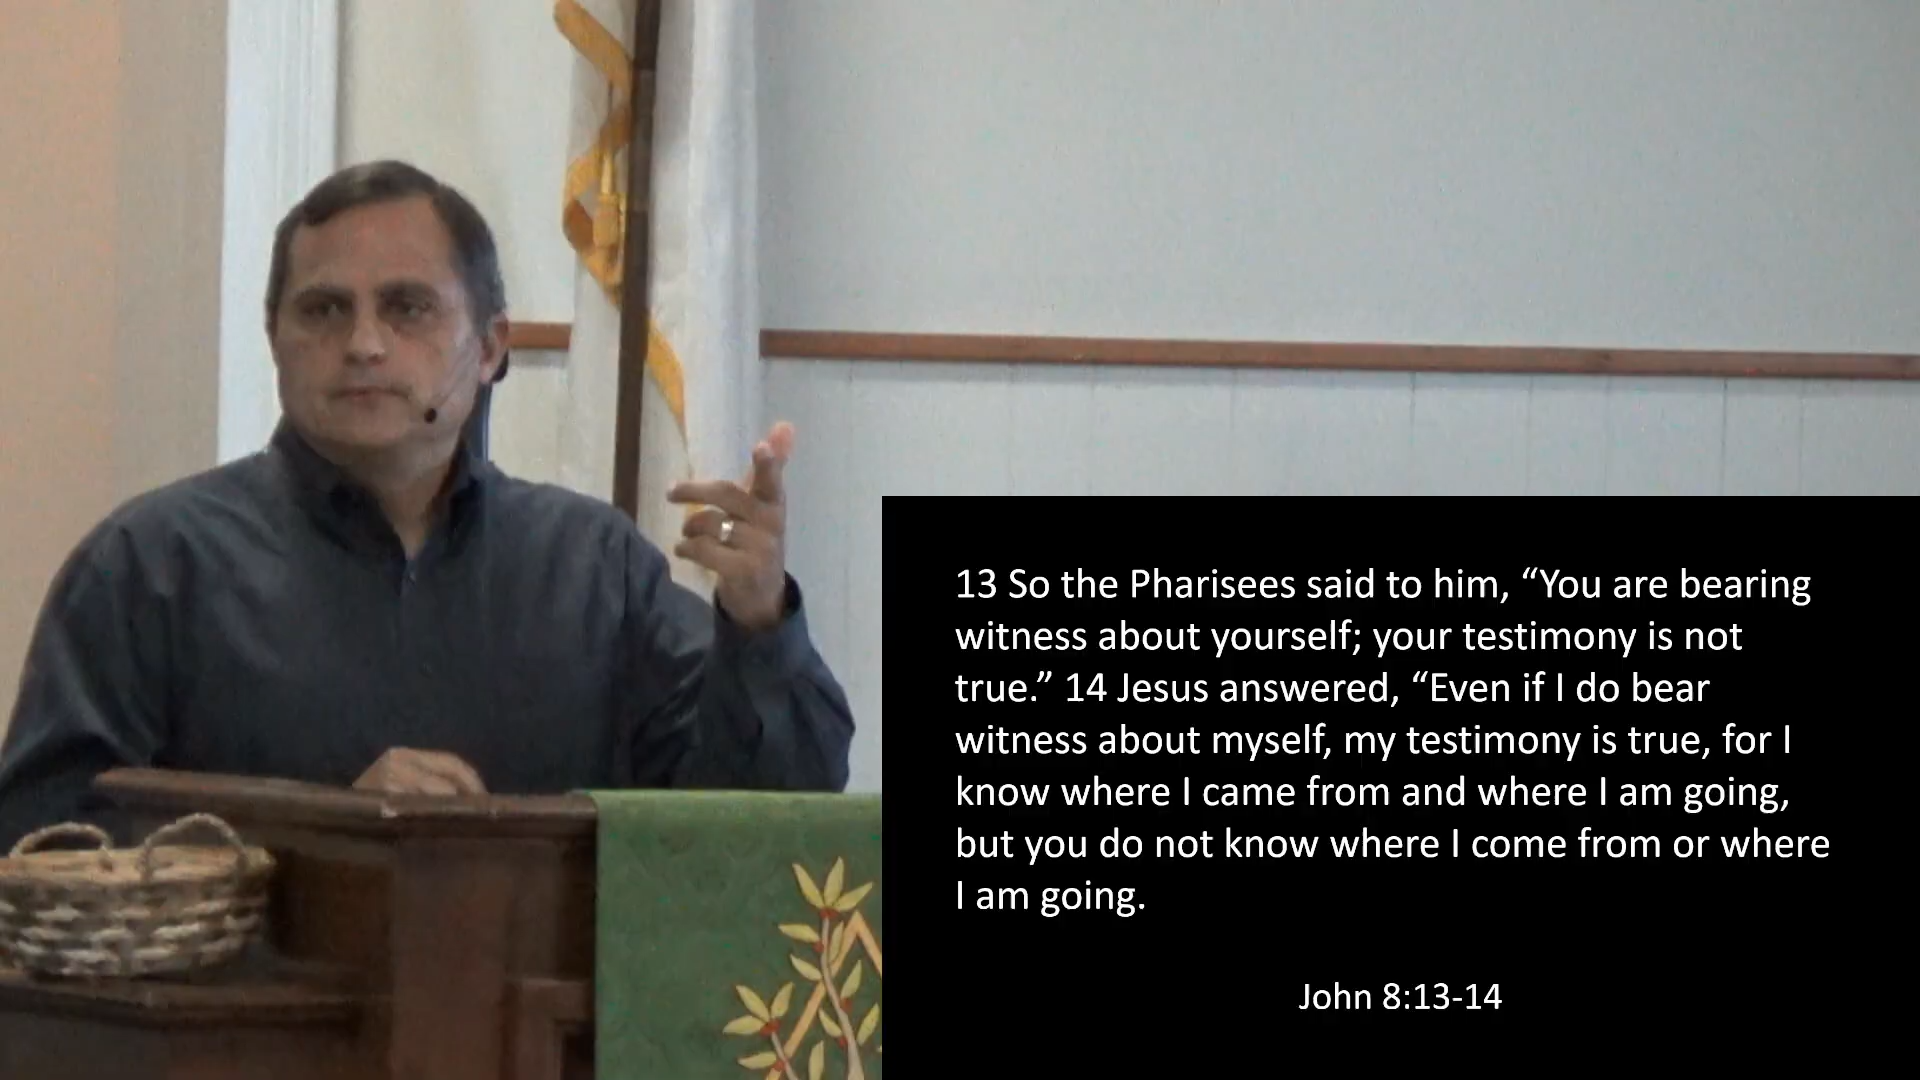 13 So the Pharisees said to him, “You are bearing
witness about yourself; your testimony is not
true.” 14 Jesus answered, “Even if I do bear
witness about myself, my testimony is true, for I
know where I came from and where I am going,
but you do not know where I come from or where
I am going.
John 8:13-14